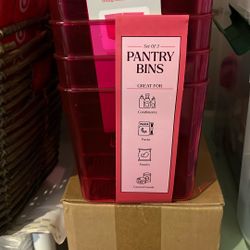 Set Of 2
PANTRY
BINS
GREAT FOR
Condiments
Pasta
Snacks
Canned Goods